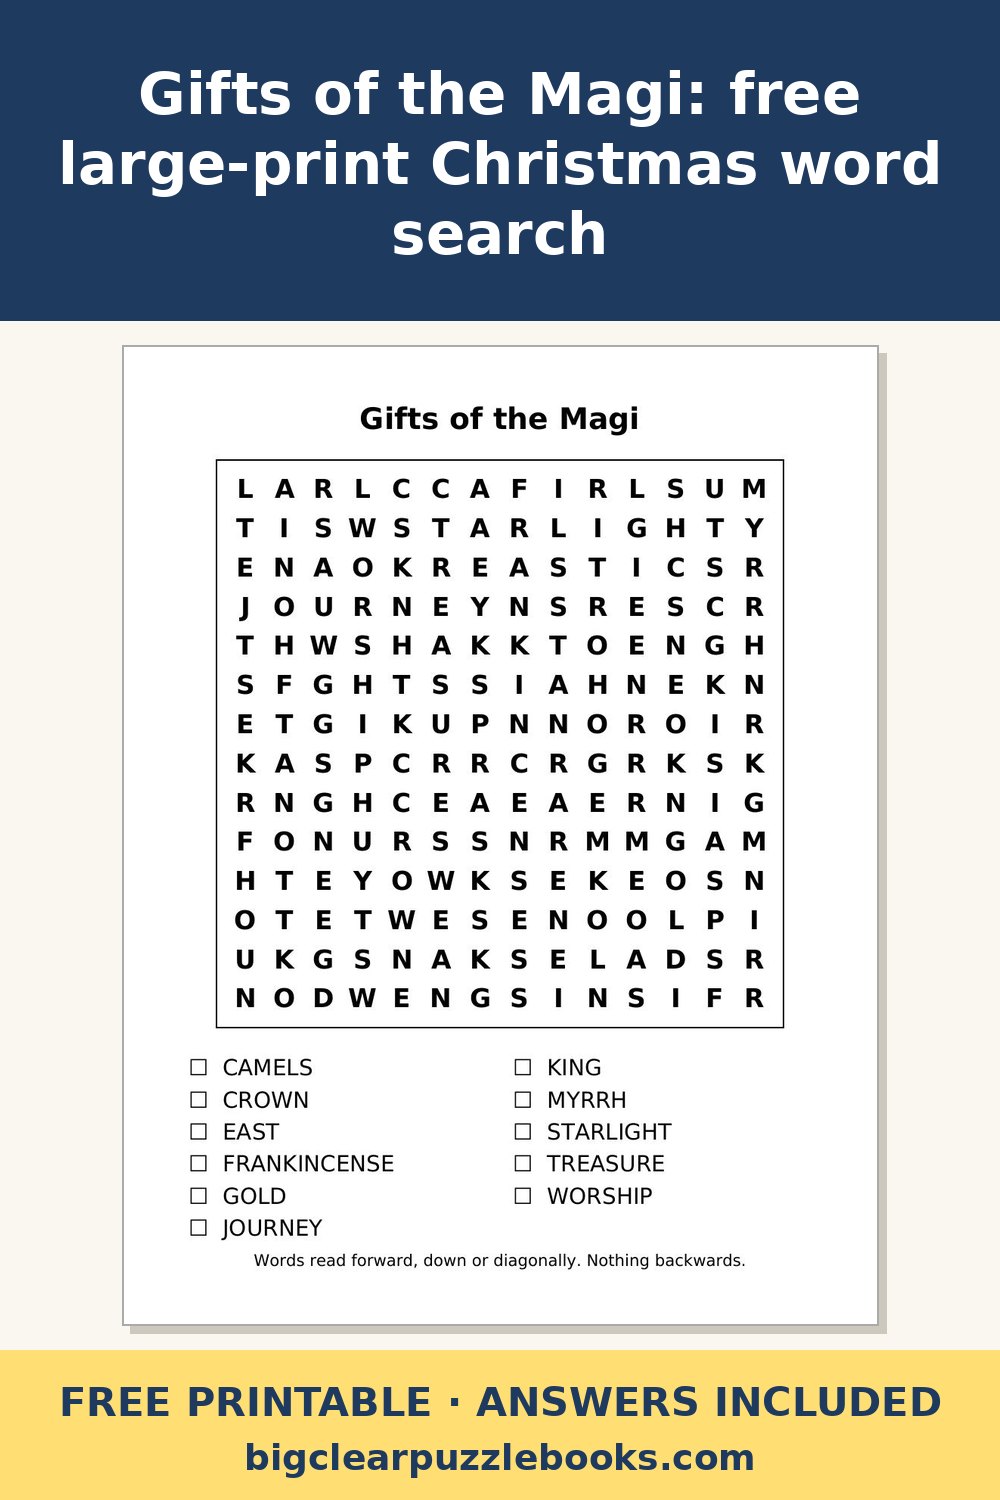 Gifts of the Magi: free
large-print Christmas word
search
Gifts of the Magi
L A R L C C A F I R L S U M
T I S W S T A R L I G H T Y
E N A O K R E A S T I C S R
J O U R N E Y N S R E S C R
T H W S H A K K T O E N G H
S F G H T S S I A H N E K N
E T G I K U P N N O R O I R
K A S P C R R C R G R K S K
R N G H C E A E A E R N I G
F O N U R S S N R M M G A M
H T E Y O W K S E K E O S N
O T E T W E S E N O O L P I
U K G S N A K S E L A D S R
N O D W E N G S I N S I F R
☐ CAMELS ☐ KING
☐ CROWN ☐ MYRRH
☐ EAST ☐ STARLIGHT
☐ FRANKINCENSE ☐ TREASURE
☐ GOLD ☐ WORSHIP
☐ JOURNEY
Words read forward, down or diagonally. Nothing backwards.
FREE PRINTABLE · ANSWERS INCLUDED
bigclearpuzzlebooks.com